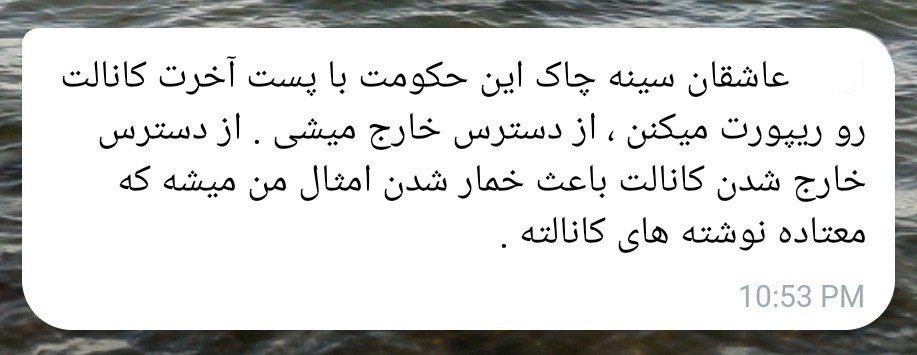 عاشقان سینه چاک این حکومت با پست آخرت کانالت
رو ریپورت میکنن ، از دسترس خارج میشی . از دسترس
خارج شدن کانالت باعث خمار شدن امثال من میشه که
معتاده نوشته های کانالته .
10:53 PM